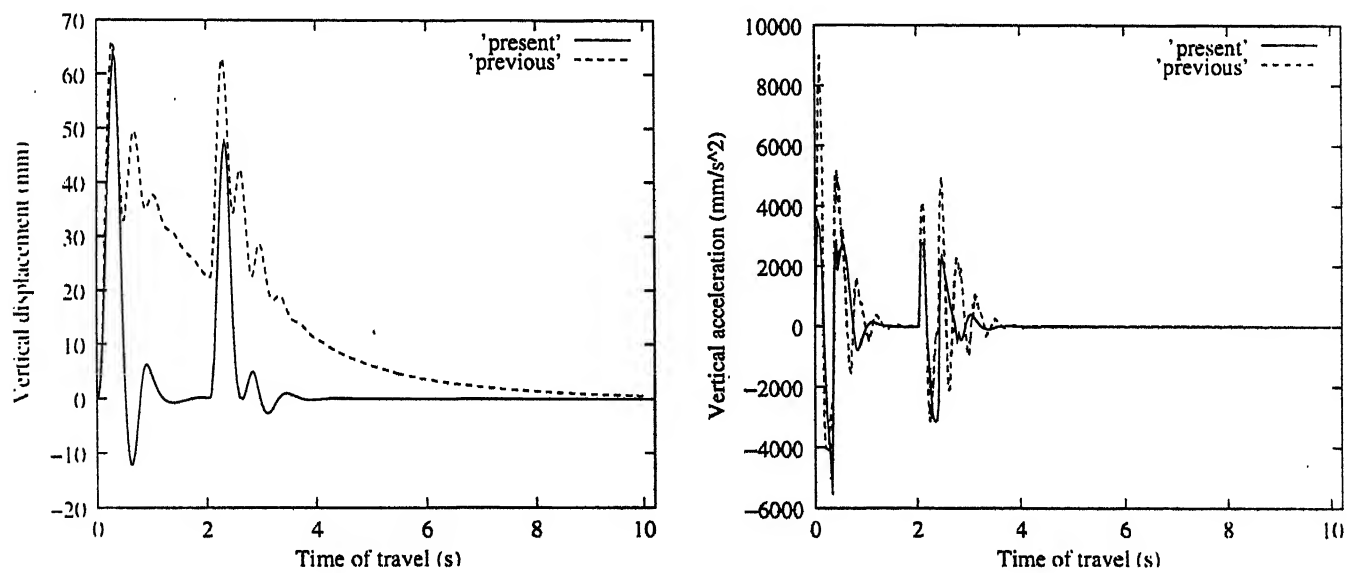 70
60
50
40
30
20
10
0
−10
−20
Vertical displacement (mm)
'present'
'previous'
0 2 4 6 8 10
Time of travel (s)
10000
8000
6000
4000
2000
0
−2000
−4000
−6000
Vertical acceleration (mm/s^2)
'present'
'previous'
0 2 4 6 8 10
Time of travel (s)